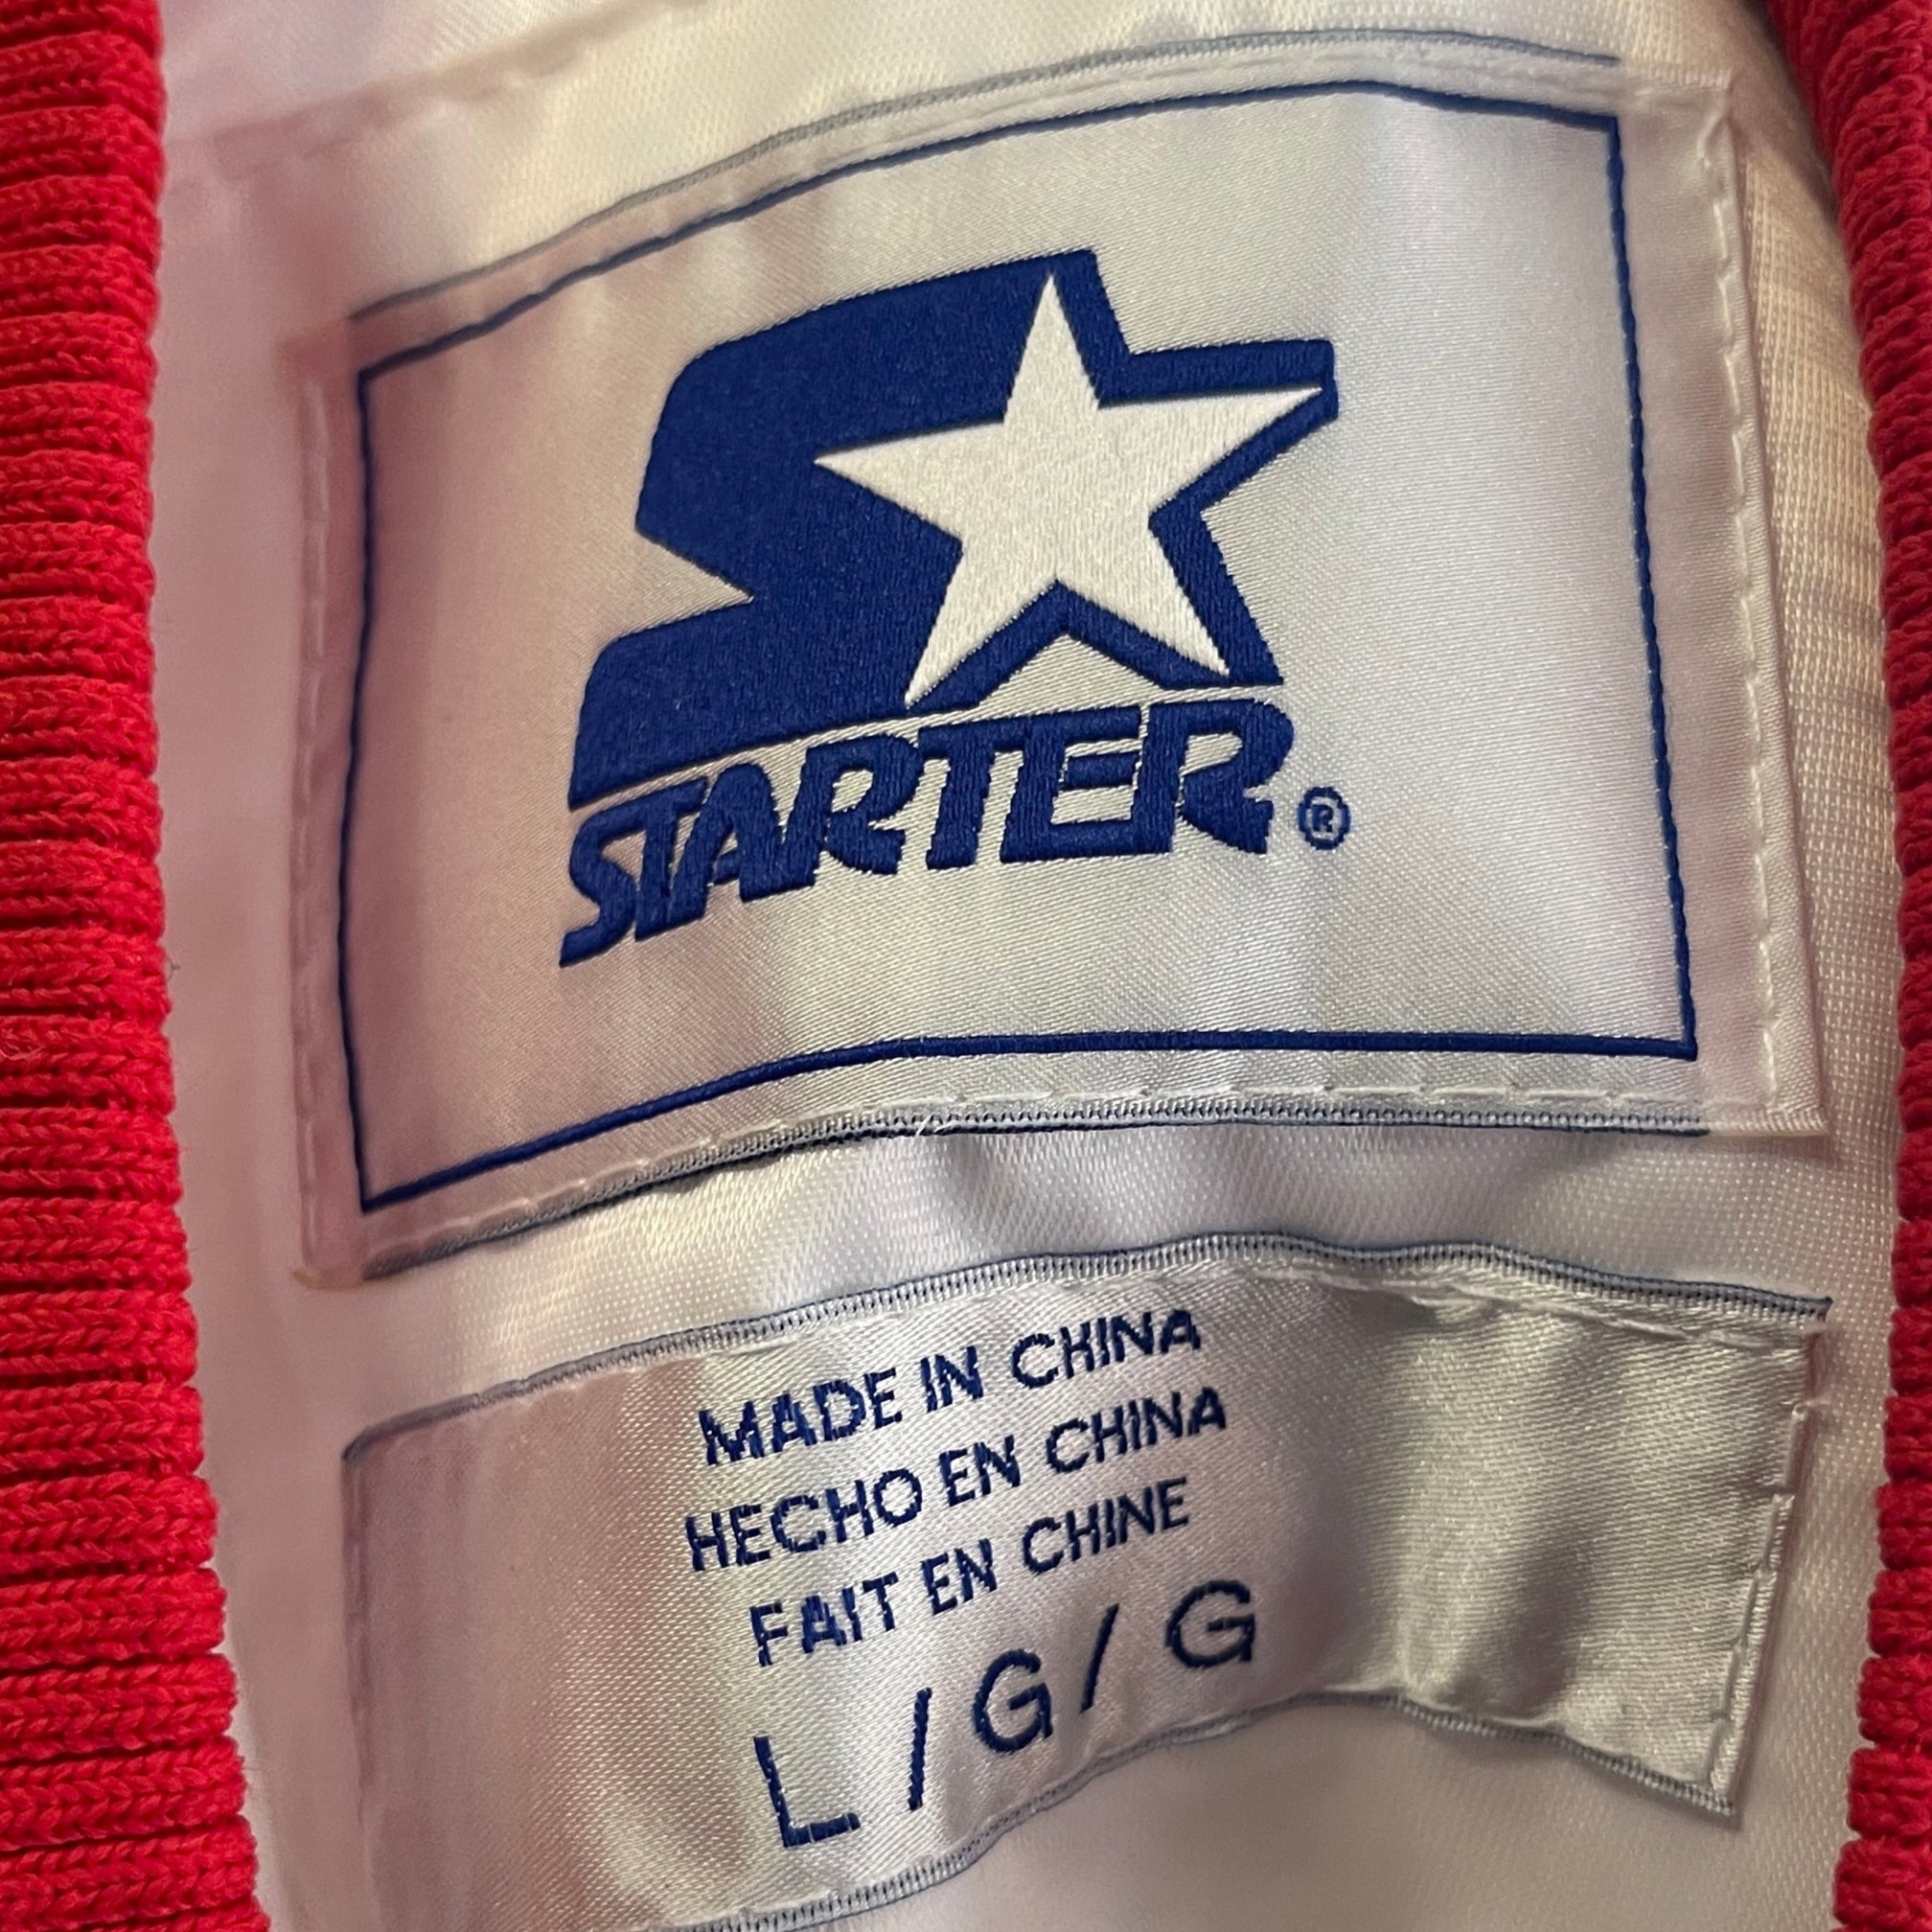 STARTER®
MADE IN CHINA
HECHO EN CHINA
FAIT EN CHINE
L/G/G